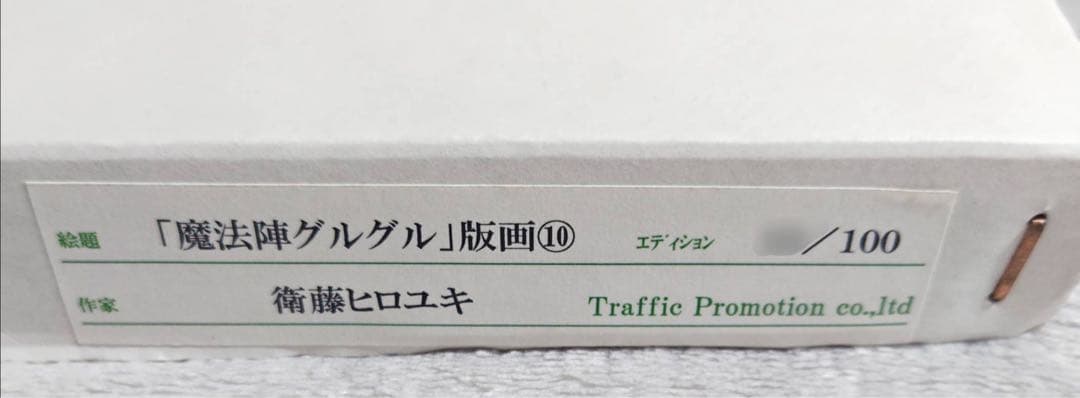 絵題 「魔法陣グルグル」版画⑩ エディション /100
作家 衛藤ヒロユキ Traffic Promotion co.,ltd